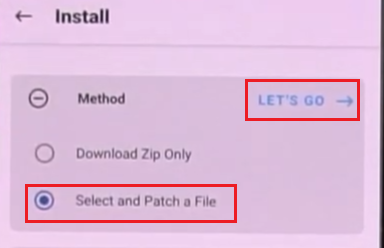 Install
Method
LET'S GO
Download Zip Only
Select and Patch a File